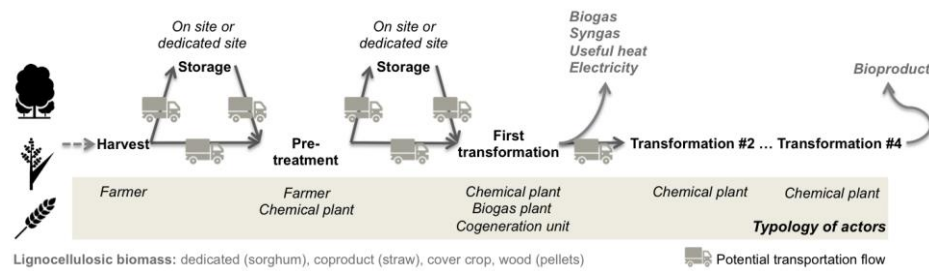 On site or
dedicated site
Storage
On site or
dedicated site
Storage
Biogas
Syngas
Useful heat
Electricity
Bioproduct
Harvest
Pre-
treatment
First
transformation
Transformation #2 ... Transformation #4
Farmer
Farmer
Chemical plant
Chemical plant
Biogas plant
Cogeneration unit
Chemical plant
Chemical plant
Typology of actors
Lignocellulosic biomass: dedicated (sorghum), coproduct (straw), cover crop, wood (pellets)
Potential transportation flow